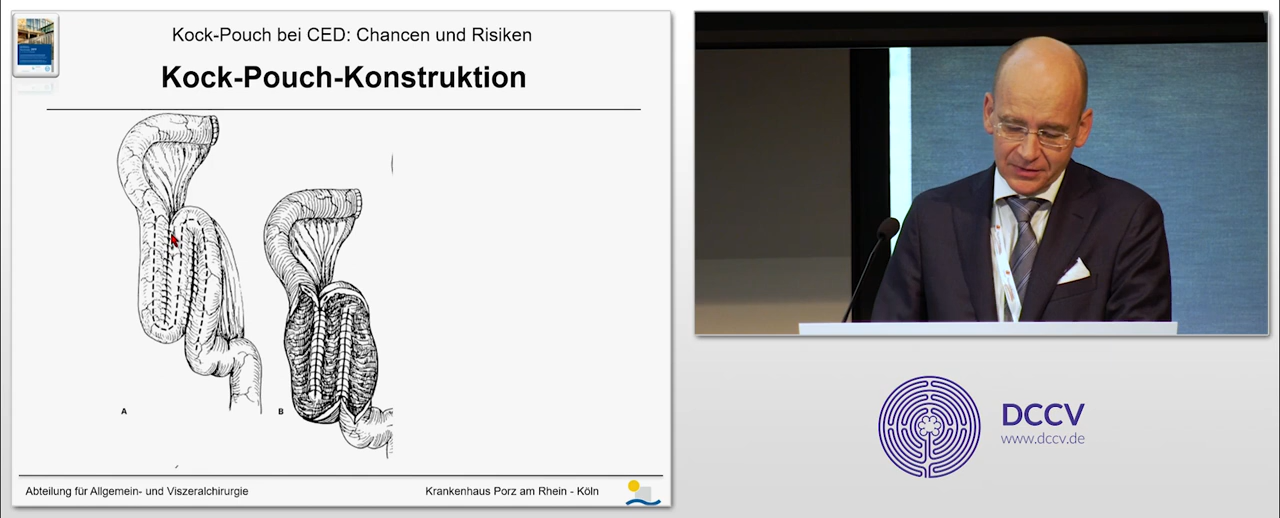 Kock-Pouch bei CED: Chancen und Risiken
Kock-Pouch-Konstruktion
A
B
Abteilung für Allgemein- und Viszeralchirurgie
Krankenhaus Porz am Rhein - Köln
DCCV
www.dccv.de